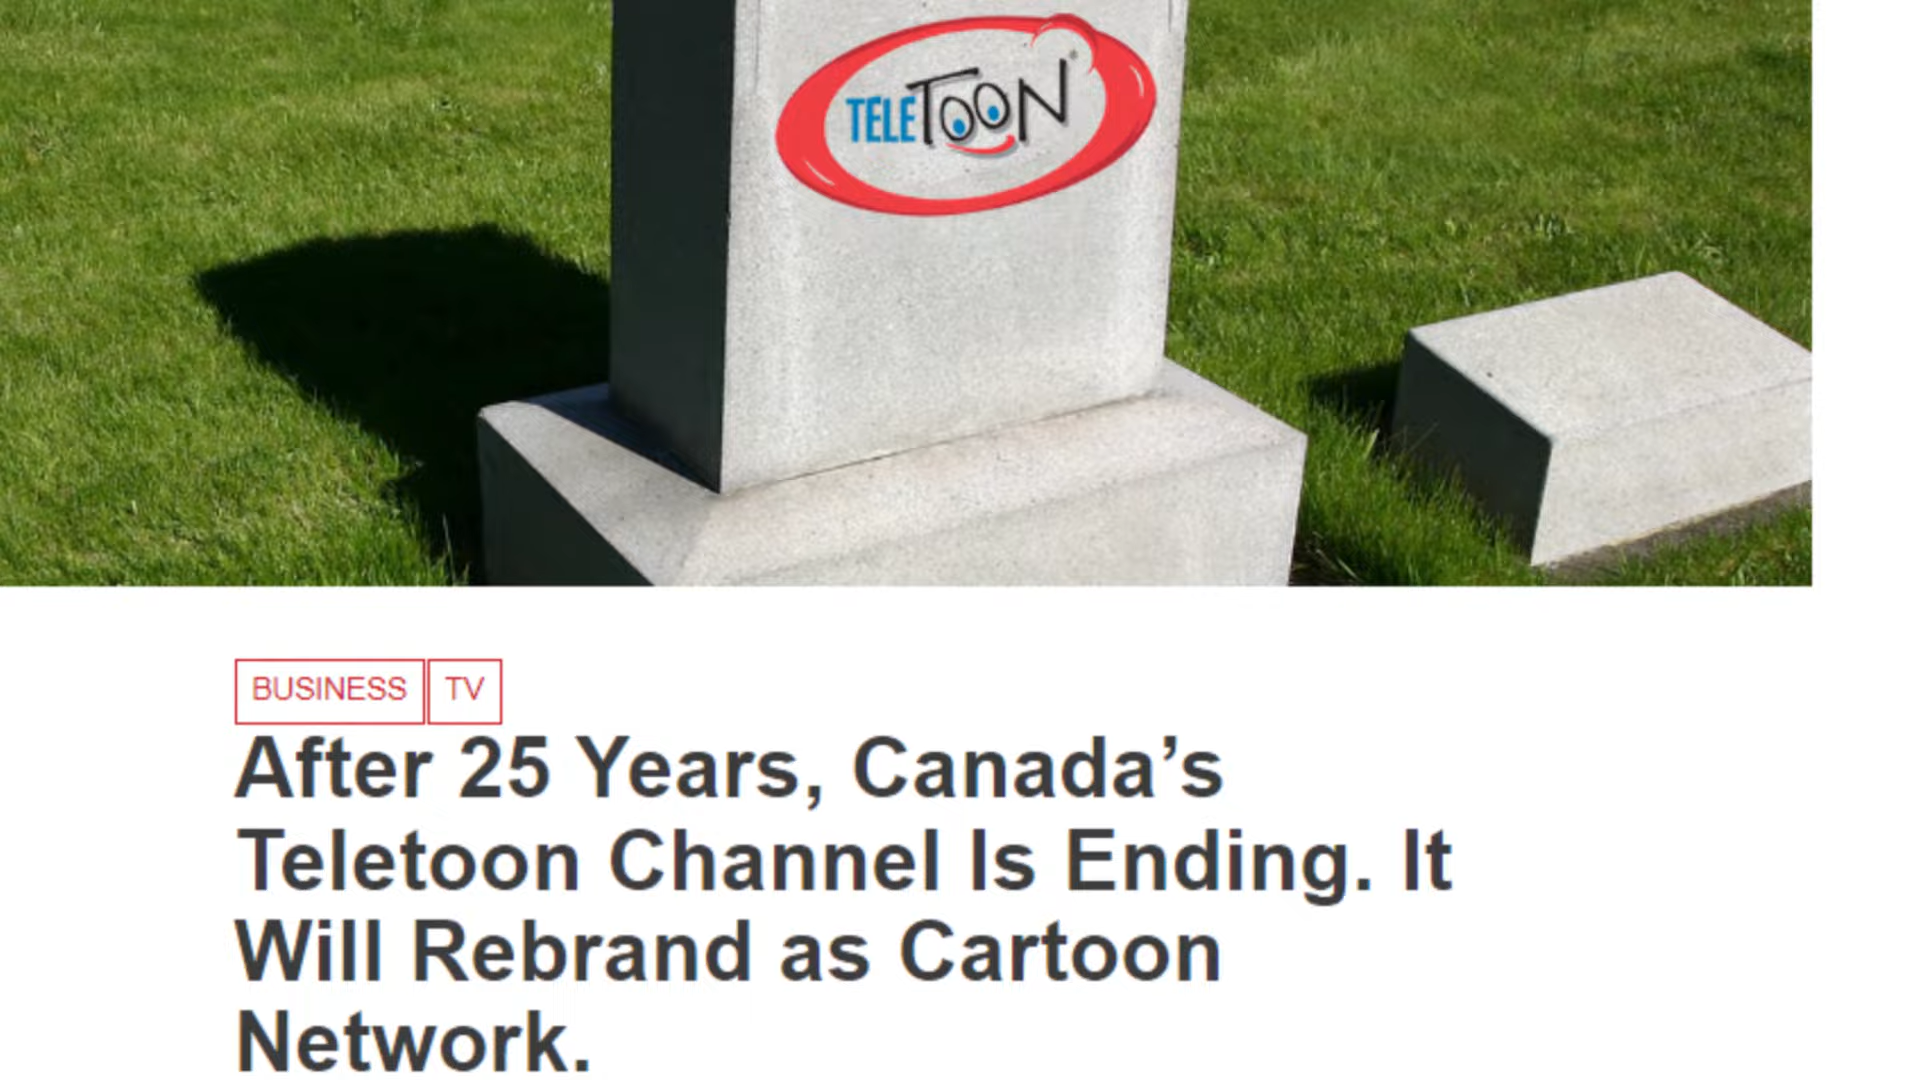 TELETOON
BUSINESS TV
After 25 Years, Canada’s
Teletoon Channel Is Ending. It
Will Rebrand as Cartoon
Network.